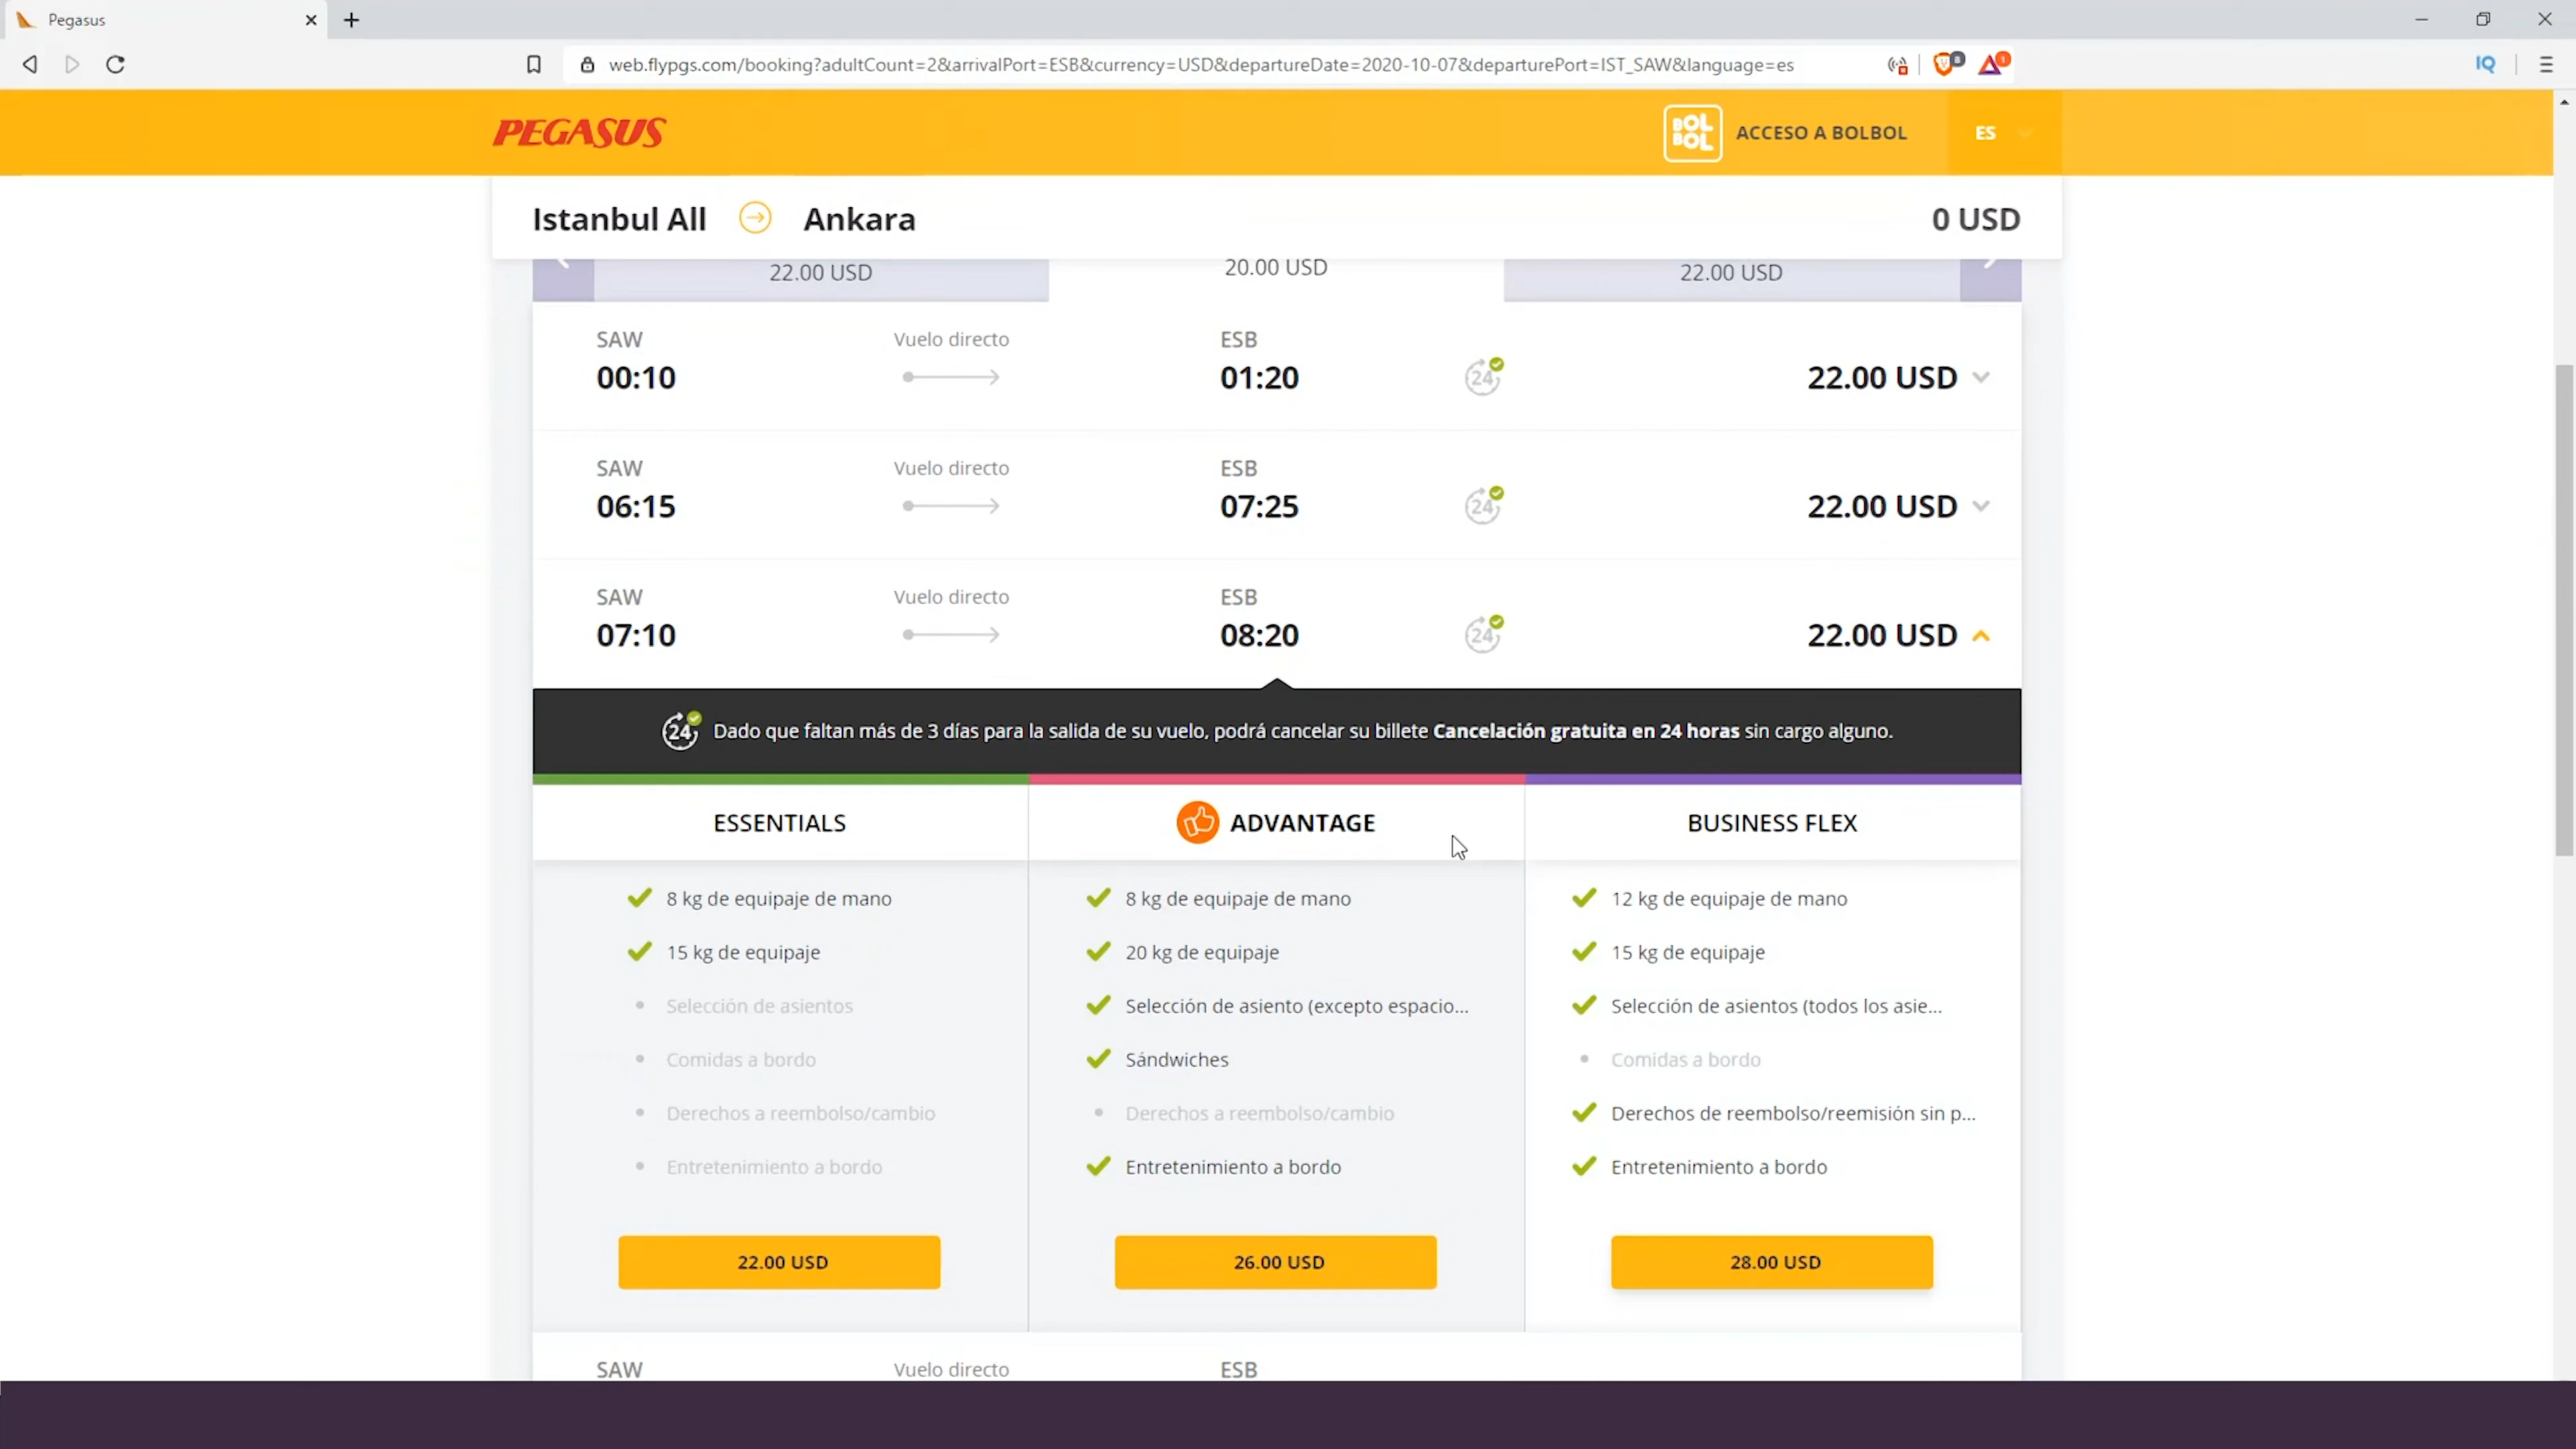 Pegasus
web.flypgs.com/booking?adultCount=2&arrivalPort=ESB&currency=USD&departureDate=2020-10-07&departurePort=IST_SAW&language=es
8
1
IQ
PEGASUS
BOL
BOL
ACCESO A BOLBOL
ES
Istanbul All
Ankara
0 USD
22.00 USD
20.00 USD
22.00 USD
SAW
Vuelo directo
ESB
00:10
01:20
24
22.00 USD
SAW
Vuelo directo
ESB
06:15
07:25
24
22.00 USD
SAW
Vuelo directo
ESB
07:10
08:20
24
22.00 USD
24
Dado que faltan más de 3 días para la salida de su vuelo, podrá cancelar su billete Cancelación gratuita en 24 horas sin cargo alguno.
ESSENTIALS
8 kg de equipaje de mano
15 kg de equipaje
Selección de asientos
Comidas a bordo
Derechos a reembolso/cambio
Entretenimiento a bordo
22.00 USD
ADVANTAGE
8 kg de equipaje de mano
20 kg de equipaje
Selección de asiento (excepto espacio...
Sándwiches
Derechos a reembolso/cambio
Entretenimiento a bordo
26.00 USD
BUSINESS FLEX
12 kg de equipaje de mano
15 kg de equipaje
Selección de asientos (todos los asie...
Comidas a bordo
Derechos de reembolso/reemisión sin p...
Entretenimiento a bordo
28.00 USD
SAW
Vuelo directo
ESB